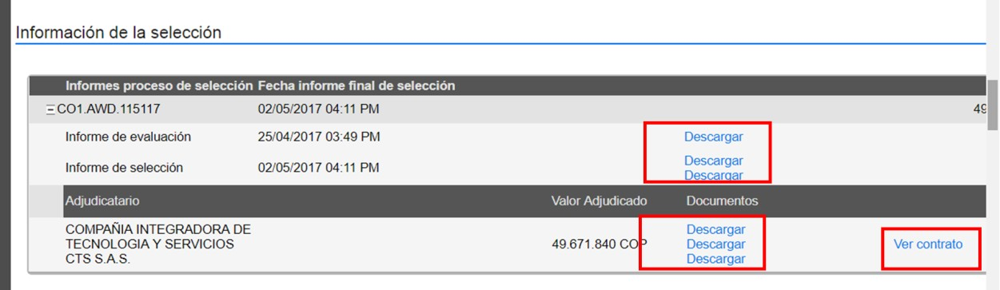 Información de la selección
Informes proceso de selección Fecha informe final de selección
CO1.AWD.115117 02/05/2017 04:11 PM 49
Informe de evaluación 25/04/2017 03:49 PM Descargar
Informe de selección 02/05/2017 04:11 PM Descargar
Descargar
Adjudicatario Valor Adjudicado Documentos
COMPAÑIA INTEGRADORA DE Descargar
TECNOLOGIA Y SERVICIOS 49.671.840 COP Descargar Ver contrato
CTS S.A.S. Descargar